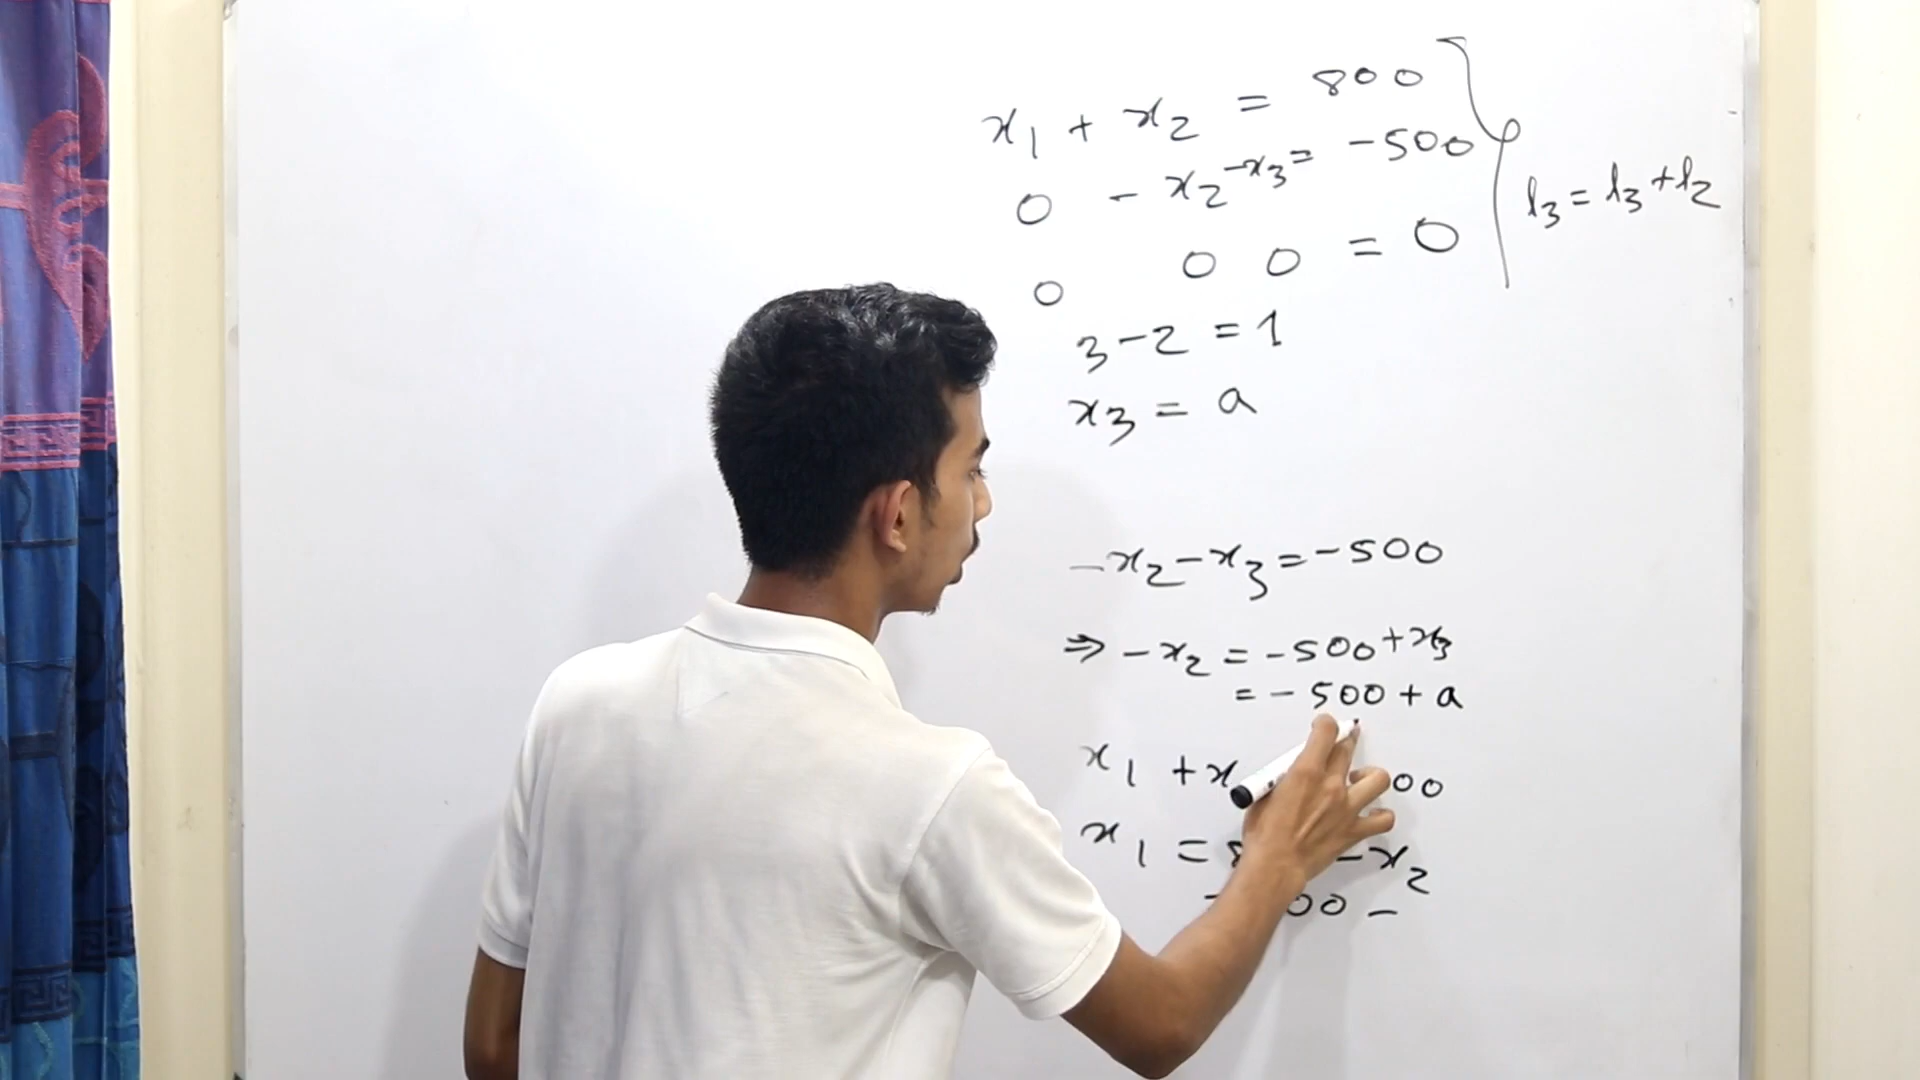 x1 + x2 = 800
0 - x2 - x3 = -500
0 0 0 = 0
l3 = l3 + l2
3 - 2 = 1
x3 = a
-x2 - x3 = -500
⇒ -x2 = -500 + x3
= -500 + a
x1 + x 00
x1 = - x2
00 -